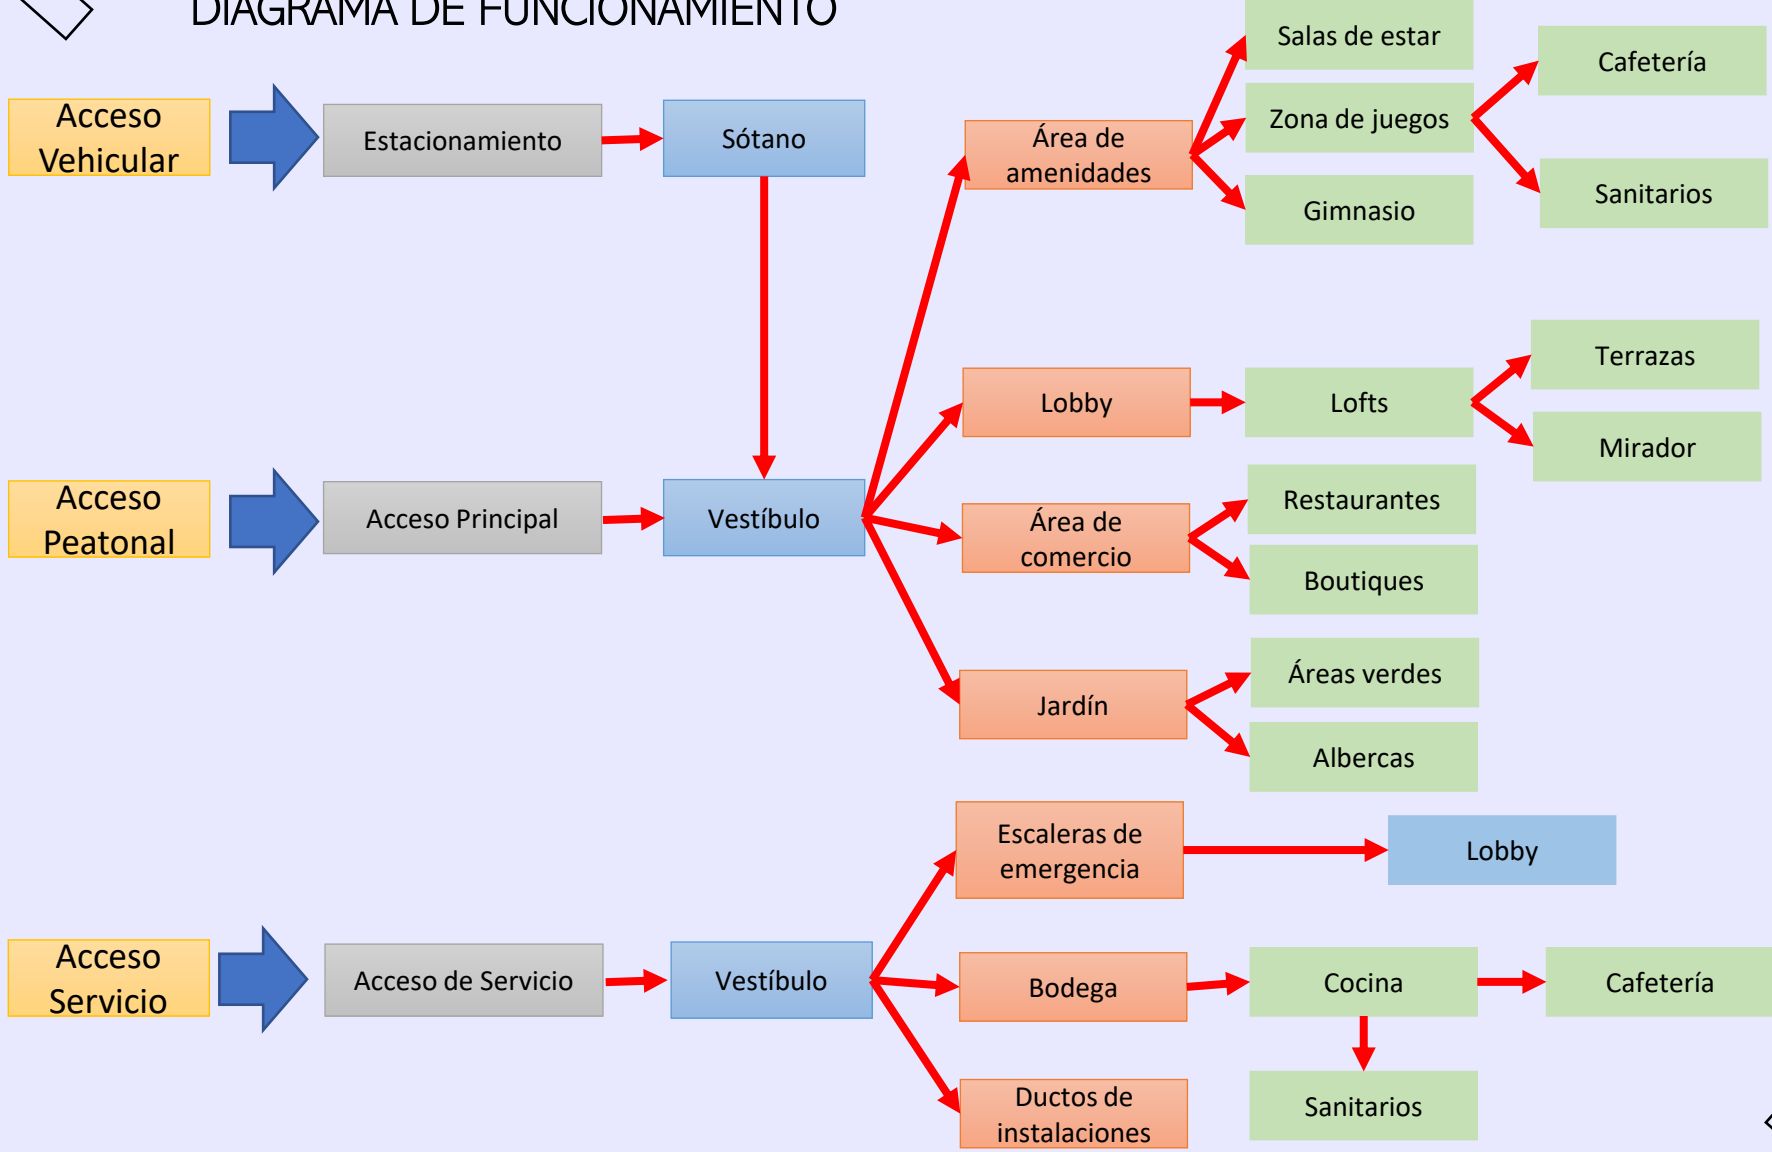 DIAGRAMA DE FUNCIONAMIENTO
Salas de estar
Cafetería
Acceso
Vehicular
Estacionamiento
Sótano
Área de
amenidades
Zona de juegos
Sanitarios
Gimnasio
Terrazas
Lobby
Lofts
Mirador
Acceso
Peatonal
Acceso Principal
Vestíbulo
Área de
comercio
Restaurantes
Boutiques
Áreas verdes
Jardín
Albercas
Escaleras de
emergencia
Lobby
Acceso
Servicio
Acceso de Servicio
Vestíbulo
Bodega
Cocina
Cafetería
Ductos de
instalaciones
Sanitarios